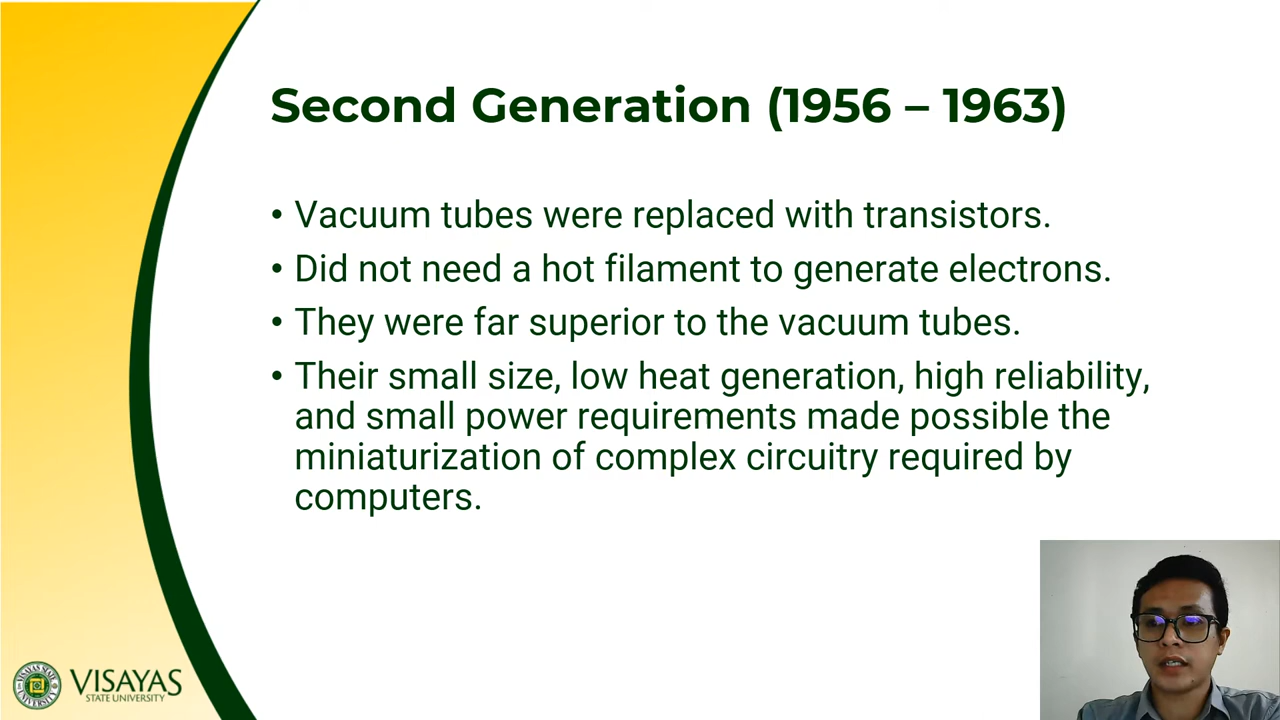 Second Generation (1956 – 1963)
• Vacuum tubes were replaced with transistors.
• Did not need a hot filament to generate electrons.
• They were far superior to the vacuum tubes.
• Their small size, low heat generation, high reliability,
and small power requirements made possible the
miniaturization of complex circuitry required by
computers.
VISAYAS
STATE UNIVERSITY